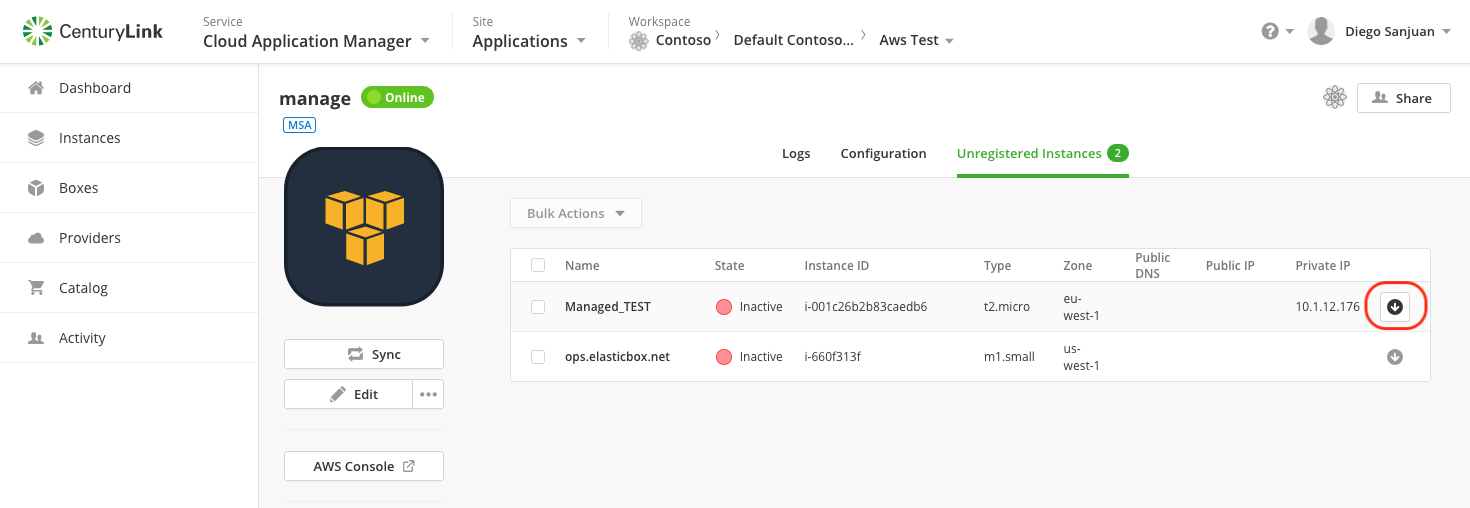 CenturyLink
Service
Cloud Application Manager
Site
Applications
Workspace
Contoso
Default Contoso...
Aws Test
?
Diego Sanjuan
Dashboard
Instances
Boxes
Providers
Catalog
Activity
manage
Online
MSA
Share
Logs
Configuration
Unregistered Instances 2
Sync
Edit
AWS Console
Bulk Actions
Name State Instance ID Type Zone Public DNS Public IP Private IP
Managed_TEST Inactive i-001c26b2b83caedb6 t2.micro eu-west-1 10.1.12.176
ops.elasticbox.net Inactive i-660f313f m1.small us-west-1